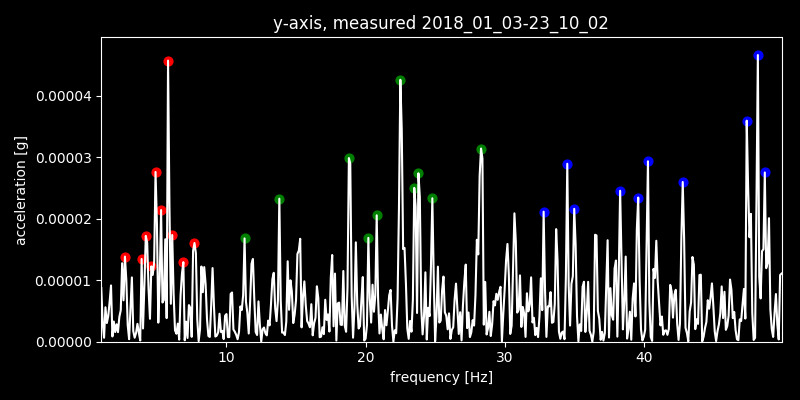 y-axis, measured 2018_01_03-23_10_02
acceleration [g]
0.00004
0.00003
0.00002
0.00001
0.00000
10 20 30 40
frequency [Hz]